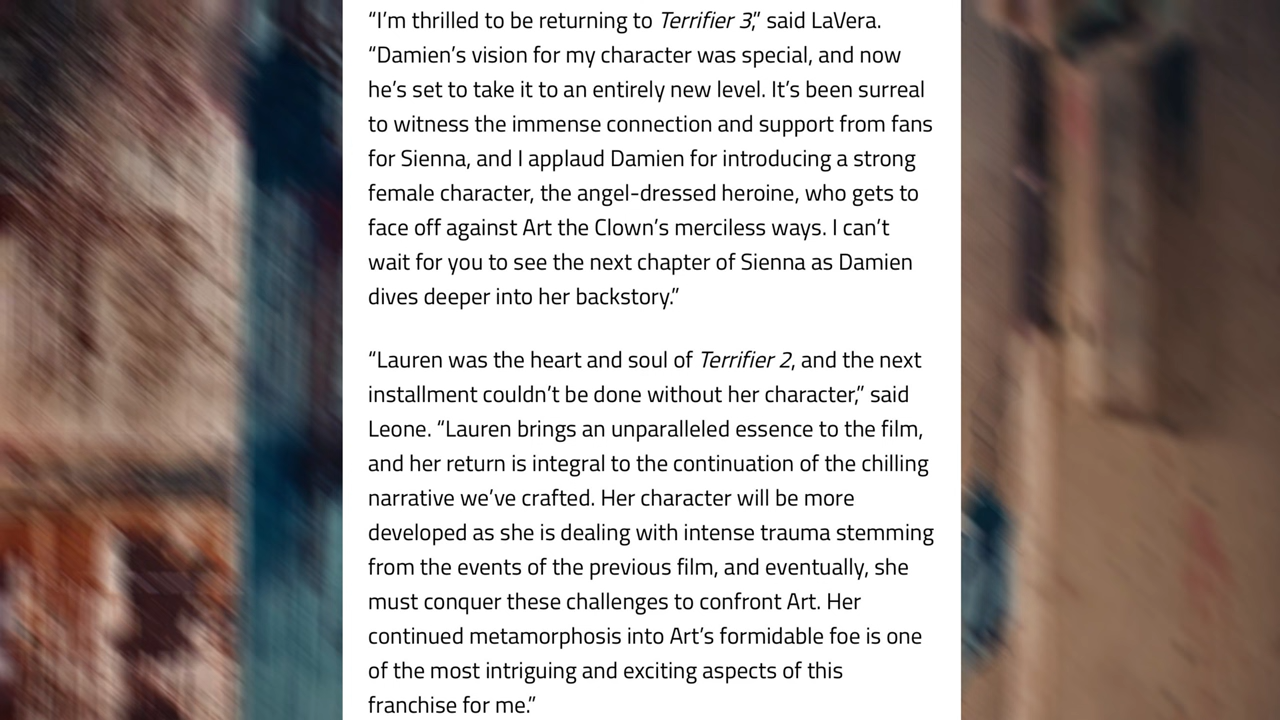 “I’m thrilled to be returning to Terrifier 3,” said LaVera.
“Damien’s vision for my character was special, and now
he’s set to take it to an entirely new level. It’s been surreal
to witness the immense connection and support from fans
for Sienna, and I applaud Damien for introducing a strong
female character, the angel-dressed heroine, who gets to
face off against Art the Clown’s merciless ways. I can’t
wait for you to see the next chapter of Sienna as Damien
dives deeper into her backstory.”
“Lauren was the heart and soul of Terrifier 2, and the next
installment couldn’t be done without her character,” said
Leone. “Lauren brings an unparalleled essence to the film,
and her return is integral to the continuation of the chilling
narrative we’ve crafted. Her character will be more
developed as she is dealing with intense trauma stemming
from the events of the previous film, and eventually, she
must conquer these challenges to confront Art. Her
continued metamorphosis into Art’s formidable foe is one
of the most intriguing and exciting aspects of this
franchise for me.”